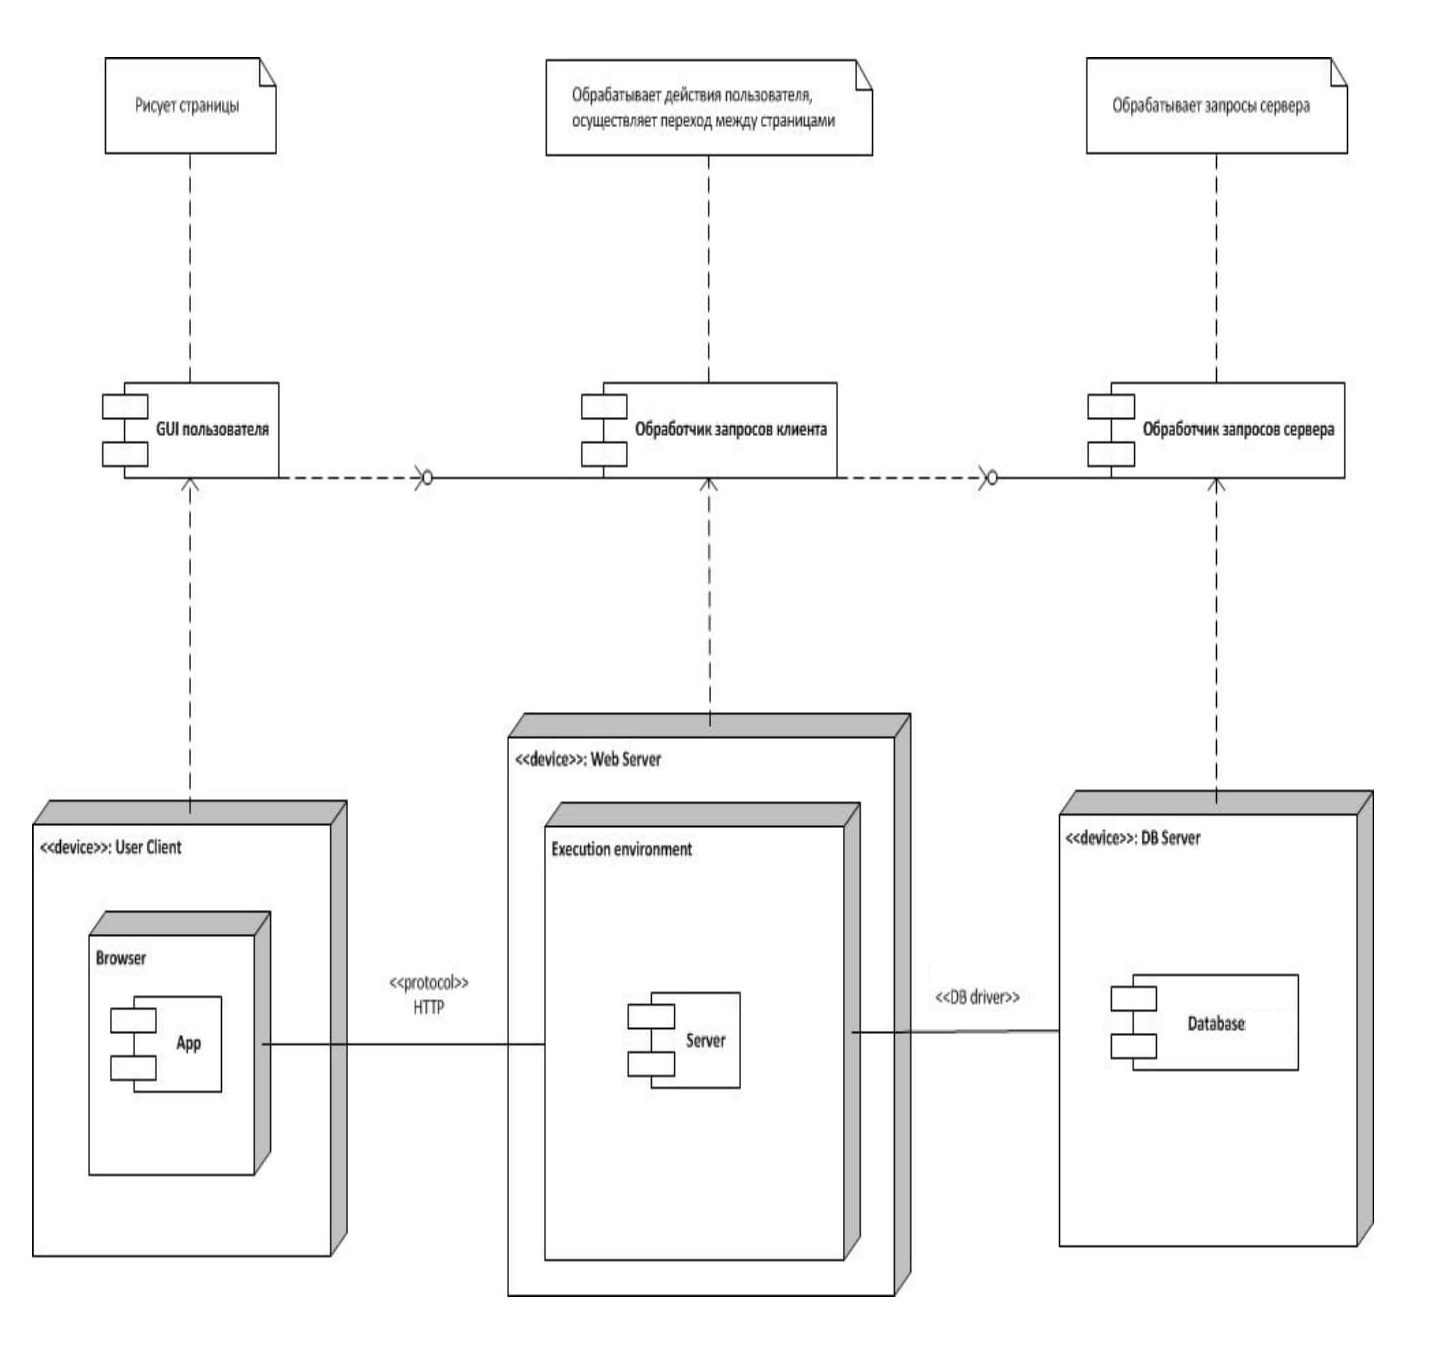 Рисует страницы
Обрабатывает действия пользователя,
осуществляет переход между страницами
Обрабатывает запросы сервера
GUI пользователя
Обработчик запросов клиента
Обработчик запросов сервера
<<device>>: User Client
Browser
App
<<protocol>>
HTTP
<<device>>: Web Server
Execution environment
Server
<<DB driver>>
<<device>>: DB Server
Database